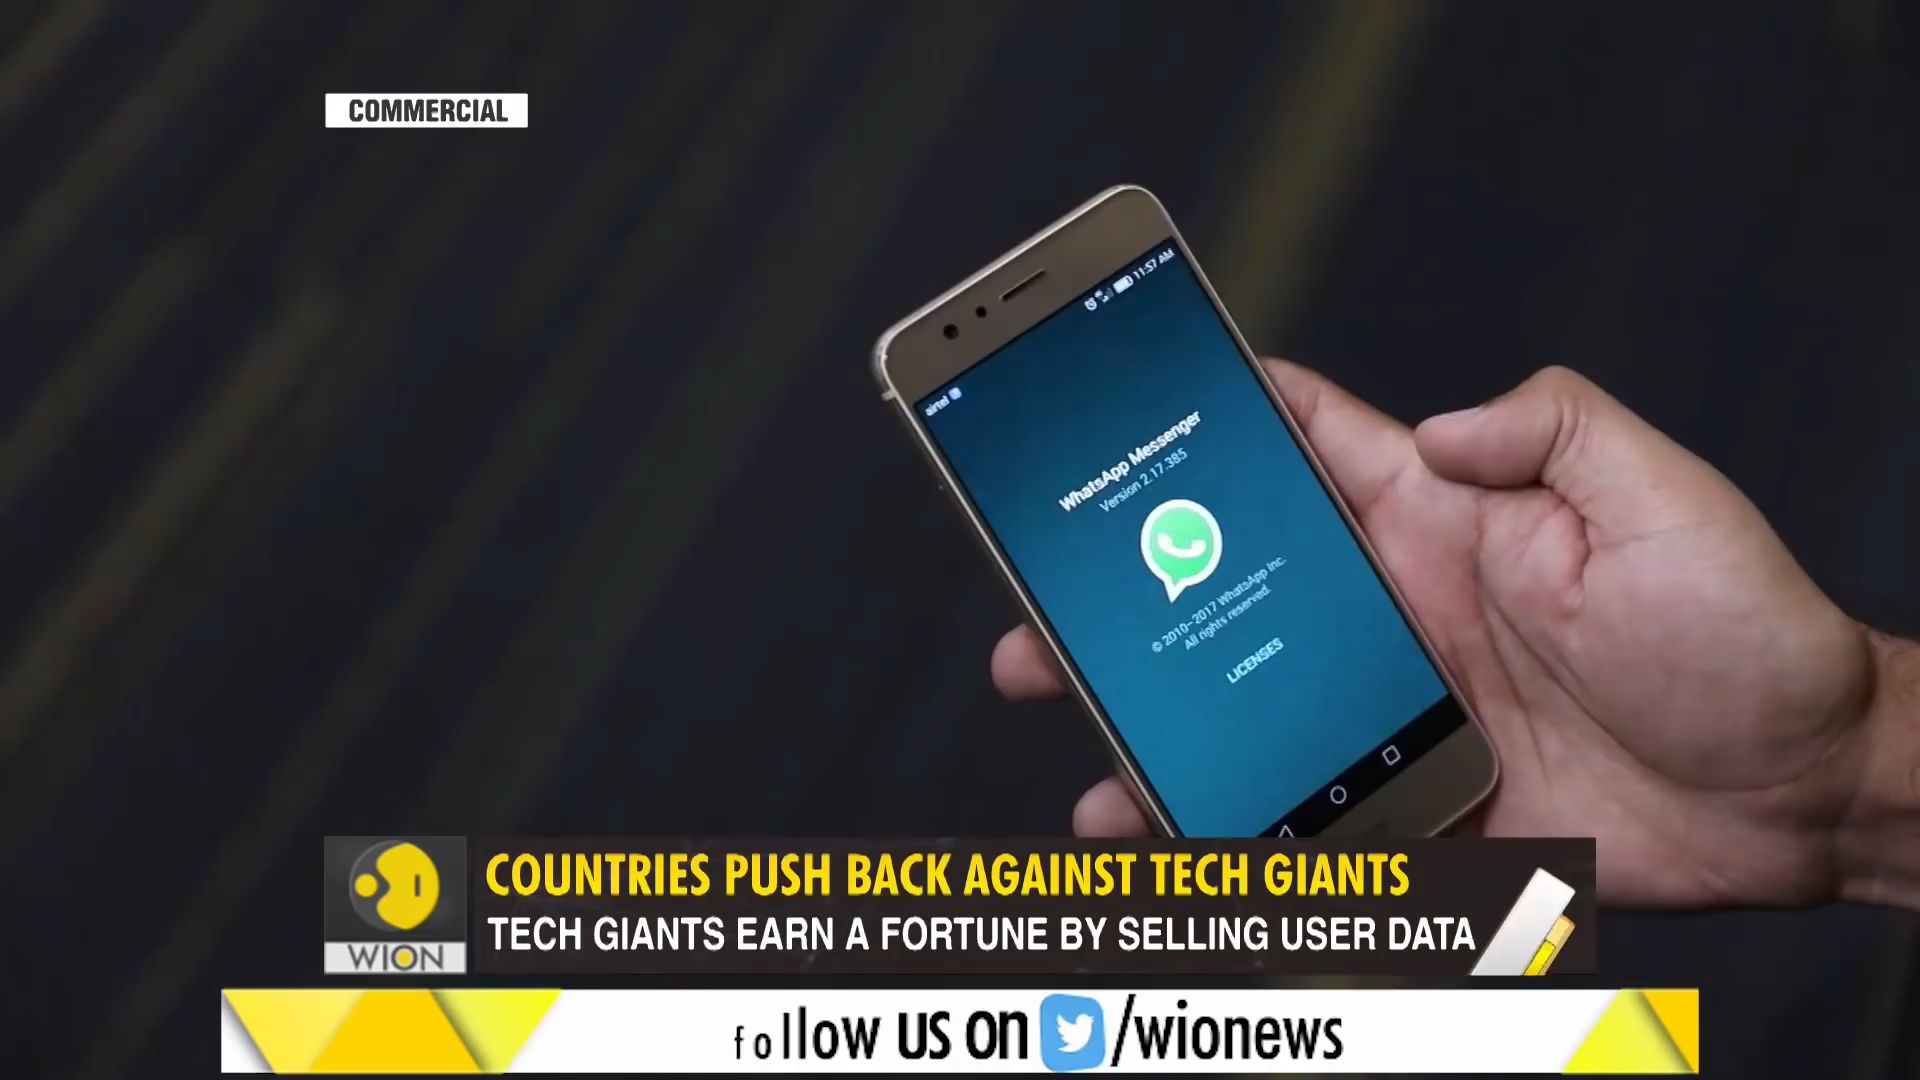 COMMERCIAL
11:57 AM
airtel
WhatsApp Messenger
Version 2.17.385
© 2010-2017 WhatsApp Inc.
All rights reserved.
LICENSES
COUNTRIES PUSH BACK AGAINST TECH GIANTS
TECH GIANTS EARN A FORTUNE BY SELLING USER DATA
WION
follow us on /wionews